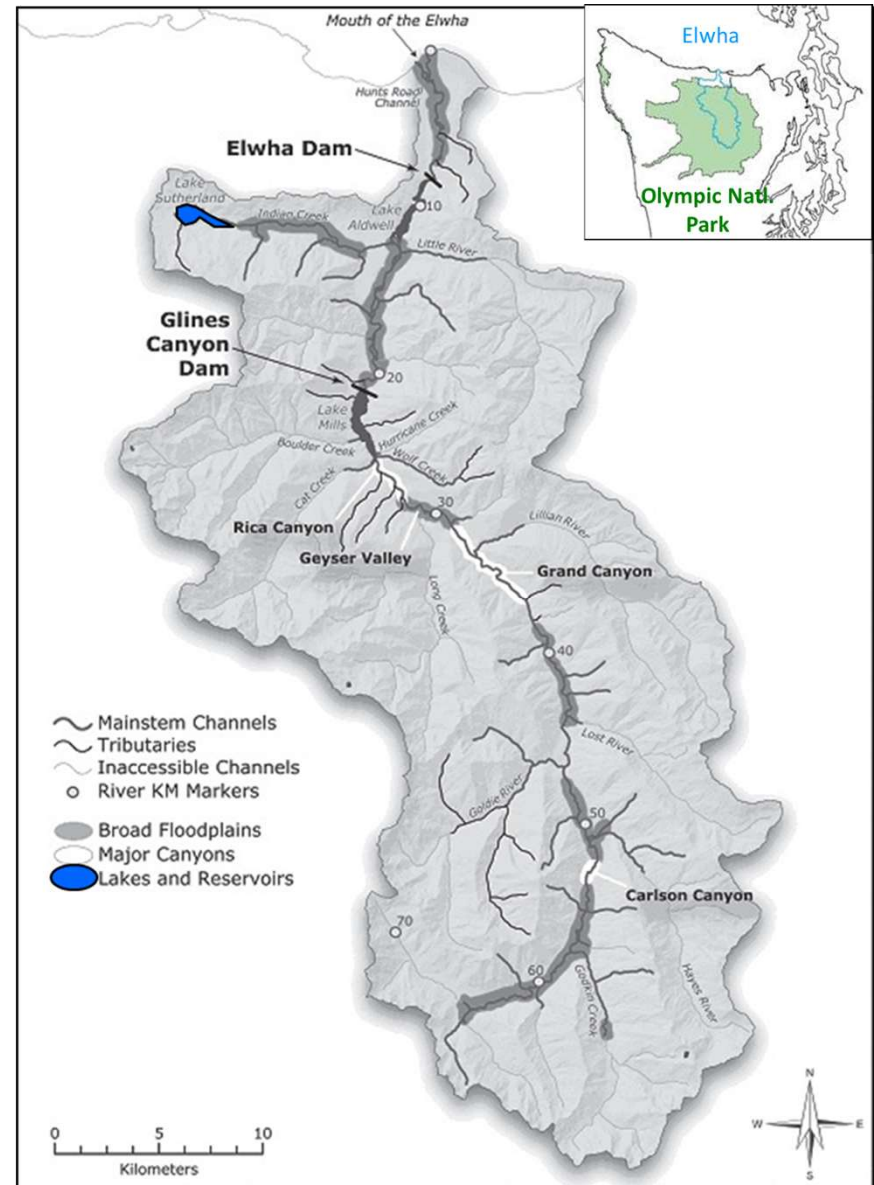 Mouth of the Elwha
Hunts Road
Channel
Elwha Dam
Lake
Sutherland
Indian Creek
Lake
Aldwell
10
Little River
Glines
Canyon
Dam
20
Lake
Mills
Hurricane Creek
Boulder Creek
Wolf Creek
Cat Creek
Rica Canyon
30
Geyser Valley
Lillian River
Grand Canyon
Long Creek
40
Lost River
Goldie River
50
Carlson Canyon
70
60
Godkin Creek
Hayes River
Mainstem Channels
Tributaries
Inaccessible Channels
River KM Markers
Broad Floodplains
Major Canyons
Lakes and Reservoirs
0 5 10
Kilometers
N
W E
S
Elwha
Olympic Natl.
Park